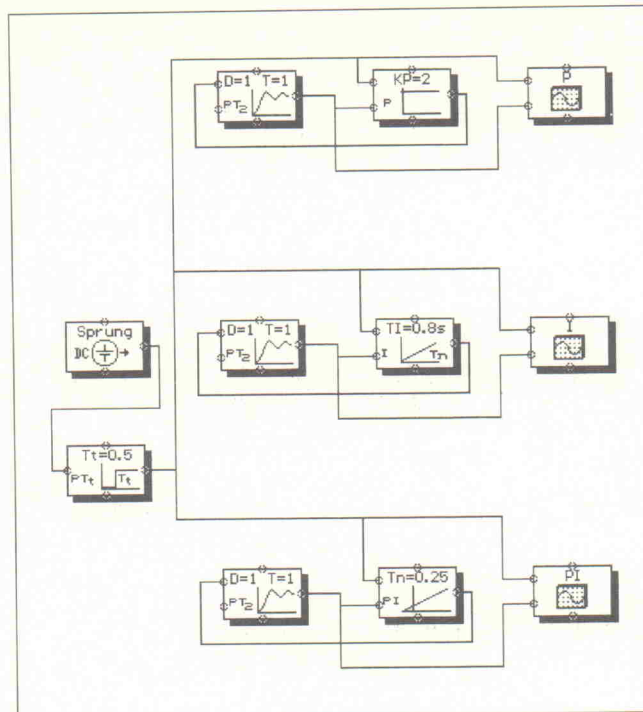 D=1 T=1
PT2
KP=2
P
P
Sprung
DC
D=1 T=1
PT2
TI=0.8s
I
Tn
I
Tt=0.5
PTt
Tt
D=1 T=1
PT2
Tn=0.25
PI
PI